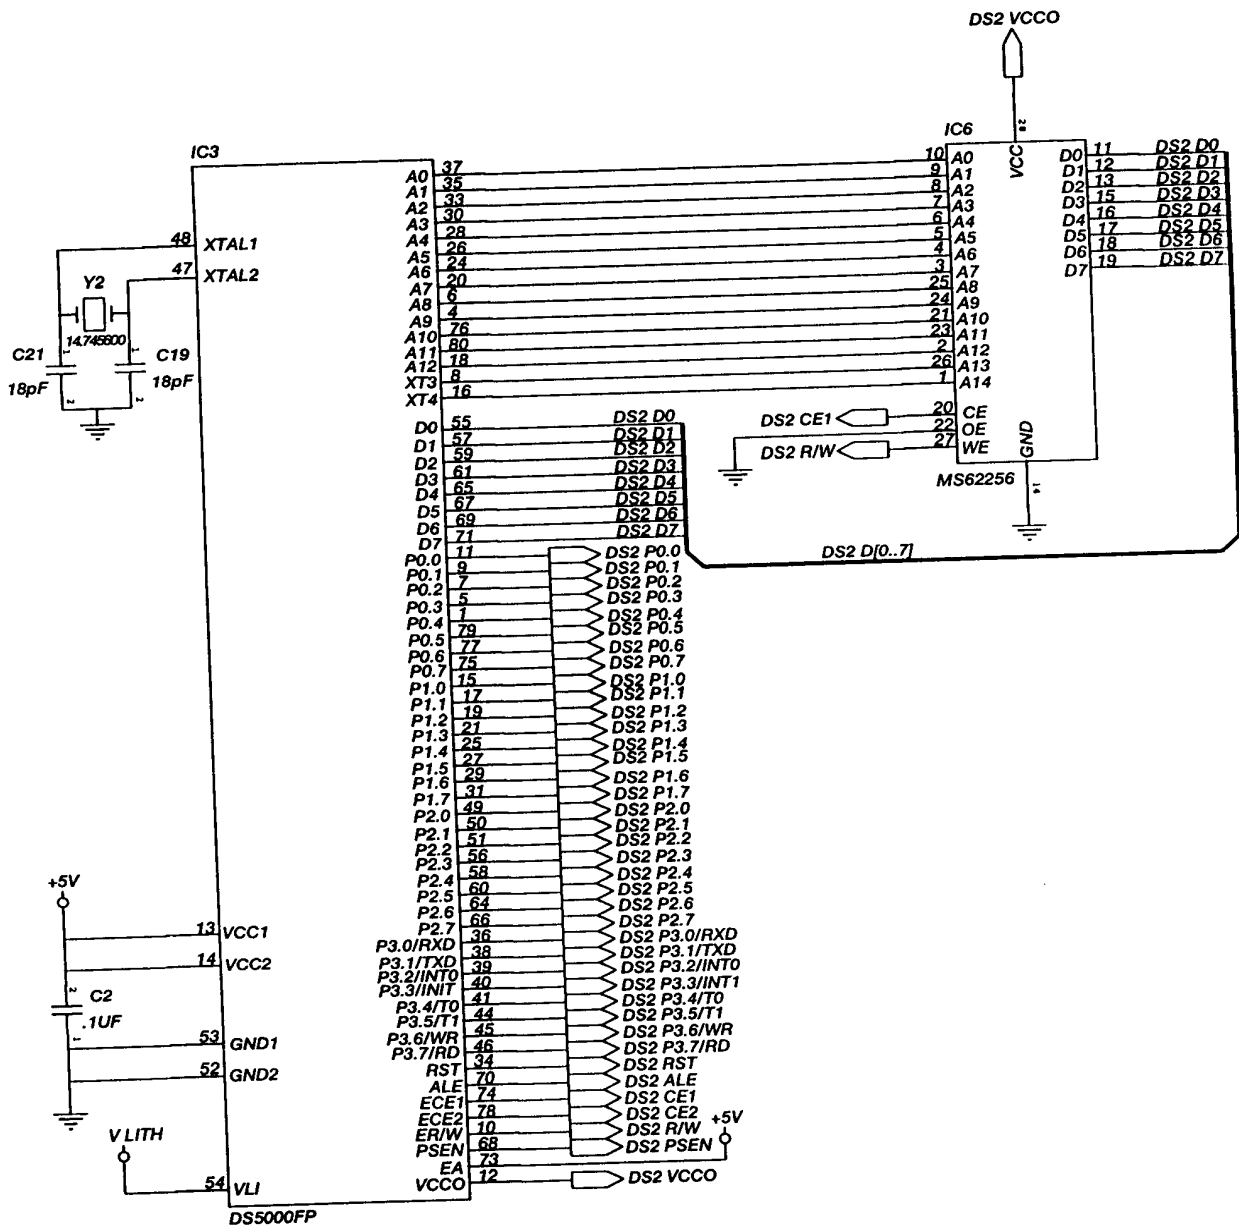 DS2 VCCO
IC3
IC6
28
VCC
37
A0
35
A1
33
A2
30
A3
28
A4
26
A5
24
A6
20
A7
6
A8
4
A9
76
A10
80
A11
18
A12
8
XT3
16
XT4
10 A0
9 A1
8 A2
7 A3
6 A4
5 A5
4 A6
3 A7
25 A8
24 A9
21 A10
23 A11
2 A12
26 A13
1 A14
20 CE
22 OE
27 WE
GND
14
MS62256
D0 11 DS2 D0
D1 12 DS2 D1
D2 13 DS2 D2
D3 15 DS2 D3
D4 16 DS2 D4
D5 17 DS2 D5
D6 18 DS2 D6
D7 19 DS2 D7
DS2 CE1
DS2 R/W
DS2 D[0..7]
48 XTAL1
47 XTAL2
Y2
14.745600
C21
18pF
1
2
C19
18pF
1
2
D0 55 DS2 D0
D1 57 DS2 D1
D2 59 DS2 D2
D3 61 DS2 D3
D4 65 DS2 D4
D5 67 DS2 D5
D6 69 DS2 D6
D7 71 DS2 D7
P0.0 11 DS2 P0.0
P0.1 9 DS2 P0.1
P0.2 7 DS2 P0.2
P0.3 5 DS2 P0.3
P0.4 1 DS2 P0.4
P0.5 79 DS2 P0.5
P0.6 77 DS2 P0.6
P0.7 75 DS2 P0.7
P1.0 15 DS2 P1.0
P1.1 17 DS2 P1.1
P1.2 19 DS2 P1.2
P1.3 21 DS2 P1.3
P1.4 25 DS2 P1.4
P1.5 27 DS2 P1.5
P1.6 29 DS2 P1.6
P1.7 31 DS2 P1.7
P2.0 49 DS2 P2.0
P2.1 50 DS2 P2.1
P2.2 51 DS2 P2.2
P2.3 56 DS2 P2.3
P2.4 58 DS2 P2.4
P2.5 60 DS2 P2.5
P2.6 64 DS2 P2.6
P2.7 66 DS2 P2.7
P3.0/RXD 36 DS2 P3.0/RXD
P3.1/TXD 38 DS2 P3.1/TXD
P3.2/INT0 39 DS2 P3.2/INT0
P3.3/INIT 40 DS2 P3.3/INT1
P3.4/T0 41 DS2 P3.4/T0
P3.5/T1 44 DS2 P3.5/T1
P3.6/WR 45 DS2 P3.6/WR
P3.7/RD 46 DS2 P3.7/RD
RST 34 DS2 RST
ALE 70 DS2 ALE
ECE1 74 DS2 CE1
ECE2 78 DS2 CE2
ER/W 10 DS2 R/W
PSEN 68 DS2 PSEN
EA 73
+5V
VCCO 12 DS2 VCCO
+5V
13 VCC1
14 VCC2
2
C2
.1UF
1
53 GND1
52 GND2
V LITH
54 VLI
DS5000FP